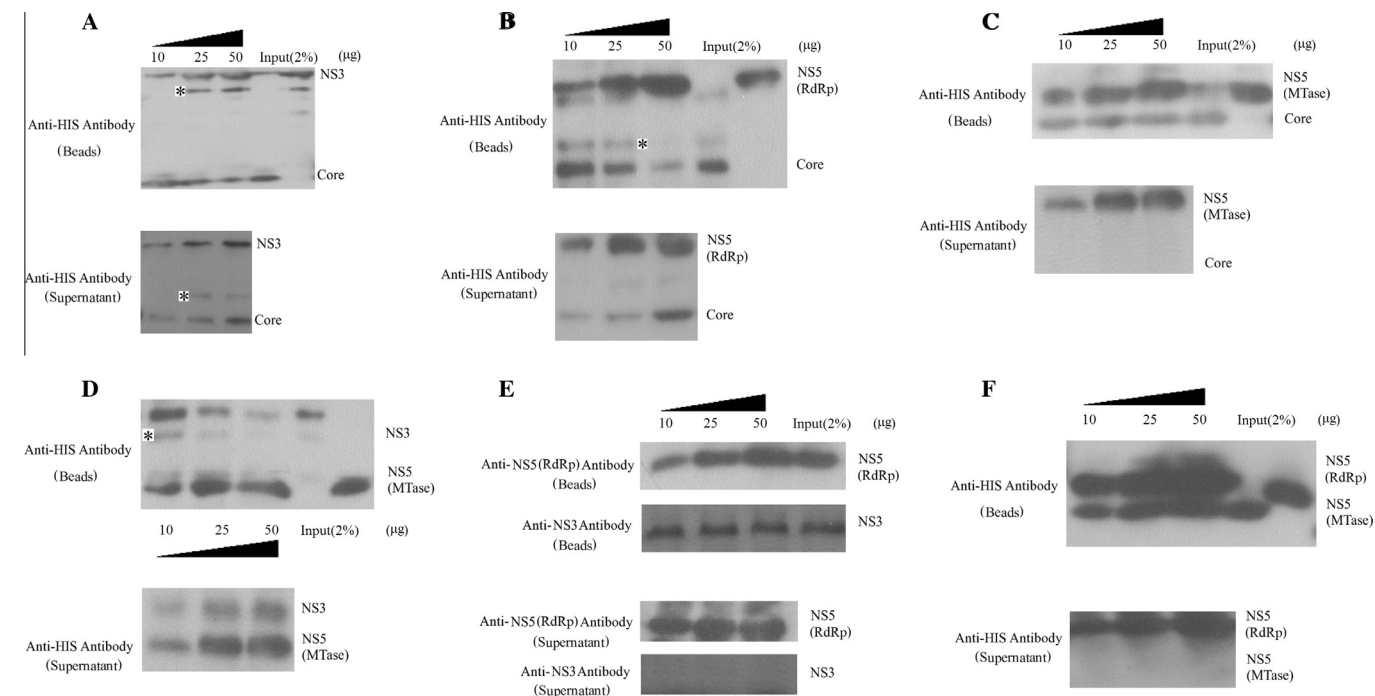 A
10 25 50 Input(2%) (µg)
NS3
*
Anti-HIS Antibody
(Beads)
Core
NS3
Anti-HIS Antibody
(Supernatant)
*
Core
B
10 25 50 Input(2%) (µg)
NS5
(RdRp)
Anti-HIS Antibody
(Beads)
*
Core
NS5
(RdRp)
Anti-HIS Antibody
(Supernatant)
Core
C
10 25 50 Input(2%) (µg)
NS5
(MTase)
Anti-HIS Antibody
(Beads)
Core
NS5
(MTase)
Anti-HIS Antibody
(Supernatant)
Core
D
*
NS3
Anti-HIS Antibody
(Beads)
NS5
(MTase)
10 25 50 Input(2%) (µg)
NS3
Anti-HIS Antibody
(Supernatant)
NS5
(MTase)
E
10 25 50 Input(2%) (µg)
Anti-NS5(RdRp) Antibody
(Beads)
NS5
(RdRp)
Anti-NS3 Antibody
(Beads)
NS3
Anti-NS5(RdRp) Antibody
(Supernatant)
NS5
(RdRp)
Anti-NS3 Antibody
(Supernatant)
NS3
F
10 25 50 Input(2%) (µg)
NS5
(RdRp)
Anti-HIS Antibody
(Beads)
NS5
(MTase)
NS5
(RdRp)
Anti-HIS Antibody
(Supernatant)
NS5
(MTase)